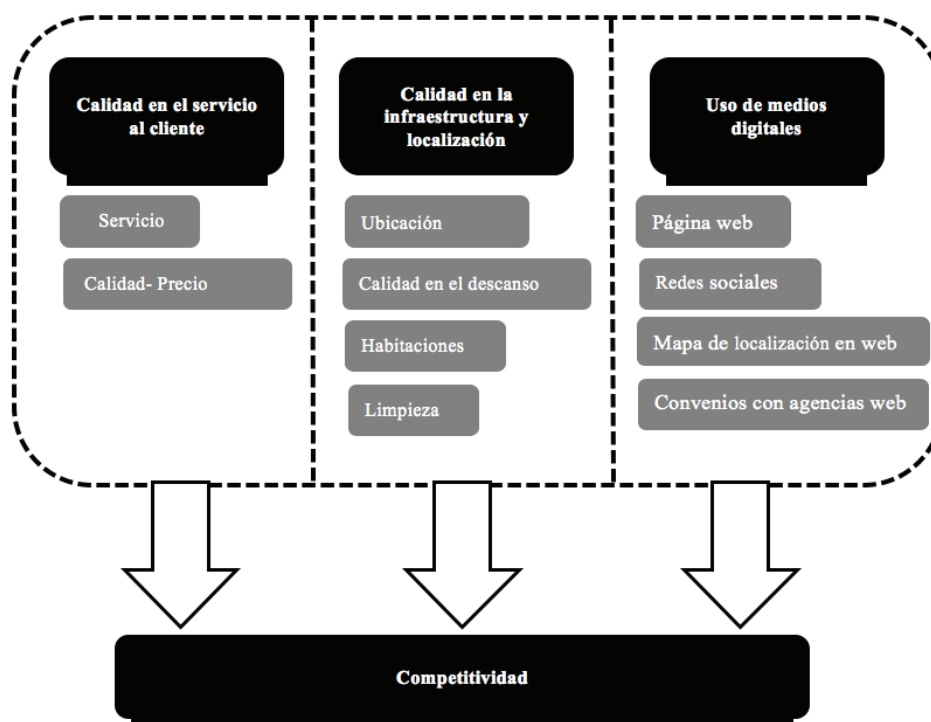 Calidad en el servicio
al cliente
Servicio
Calidad- Precio
Calidad en la
infraestructura y
localización
Ubicación
Calidad en el descanso
Habitaciones
Limpieza
Uso de medios
digitales
Página web
Redes sociales
Mapa de localización en web
Convenios con agencias web
Competitividad